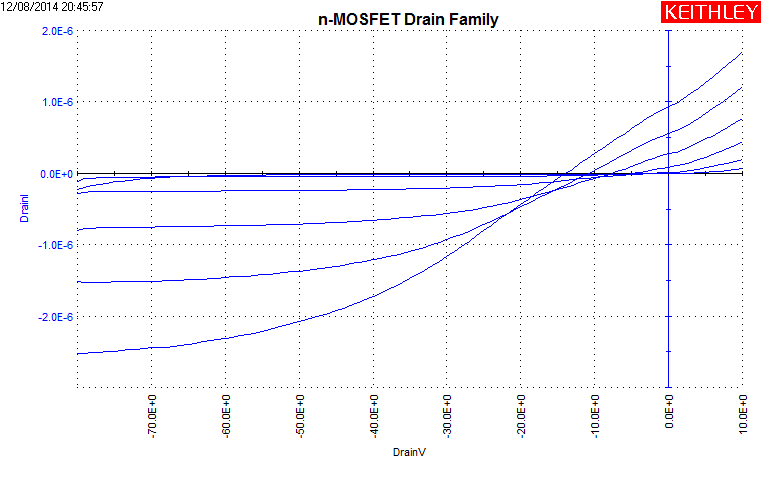 12/08/2014 20:45:57
KEITHLEY
n-MOSFET Drain Family
2.0E-6
1.0E-6
0.0E+0
-1.0E-6
-2.0E-6
DrainI
-70.0E+0
-60.0E+0
-50.0E+0
-40.0E+0
-30.0E+0
-20.0E+0
-10.0E+0
0.0E+0
10.0E+0
DrainV